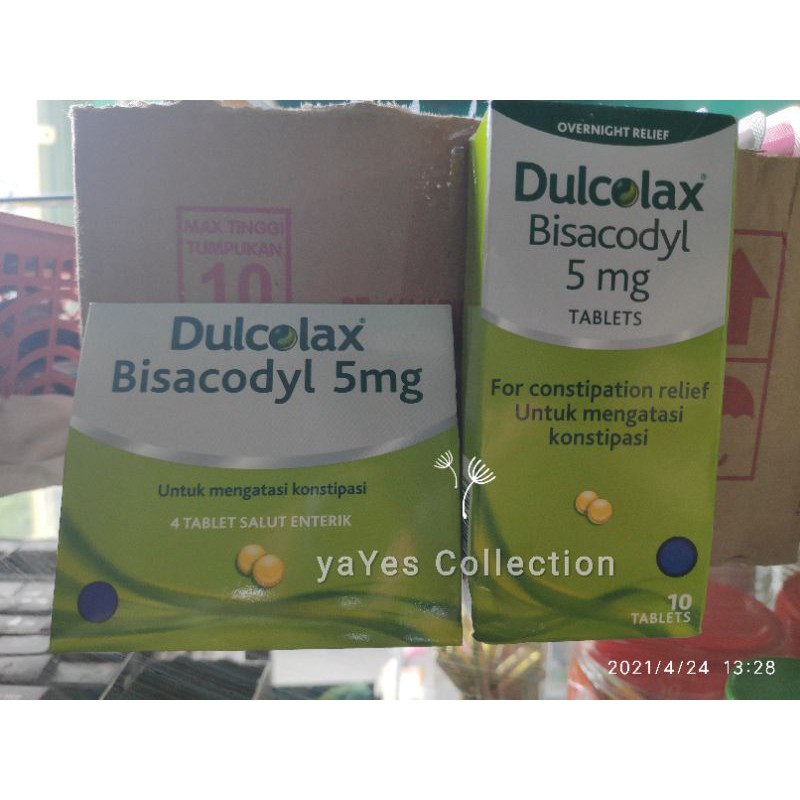 MAX TINGGI
TUMPUKAN
10
Dulcolax®
Bisacodyl 5mg
Untuk mengatasi konstipasi
4 TABLET SALUT ENTERIK
OVERNIGHT RELIEF
Dulcolax®
Bisacodyl
5 mg
TABLETS
For constipation relief
Untuk mengatasi
konstipasi
10
TABLETS
yaYes Collection
2021/4/24 13:28